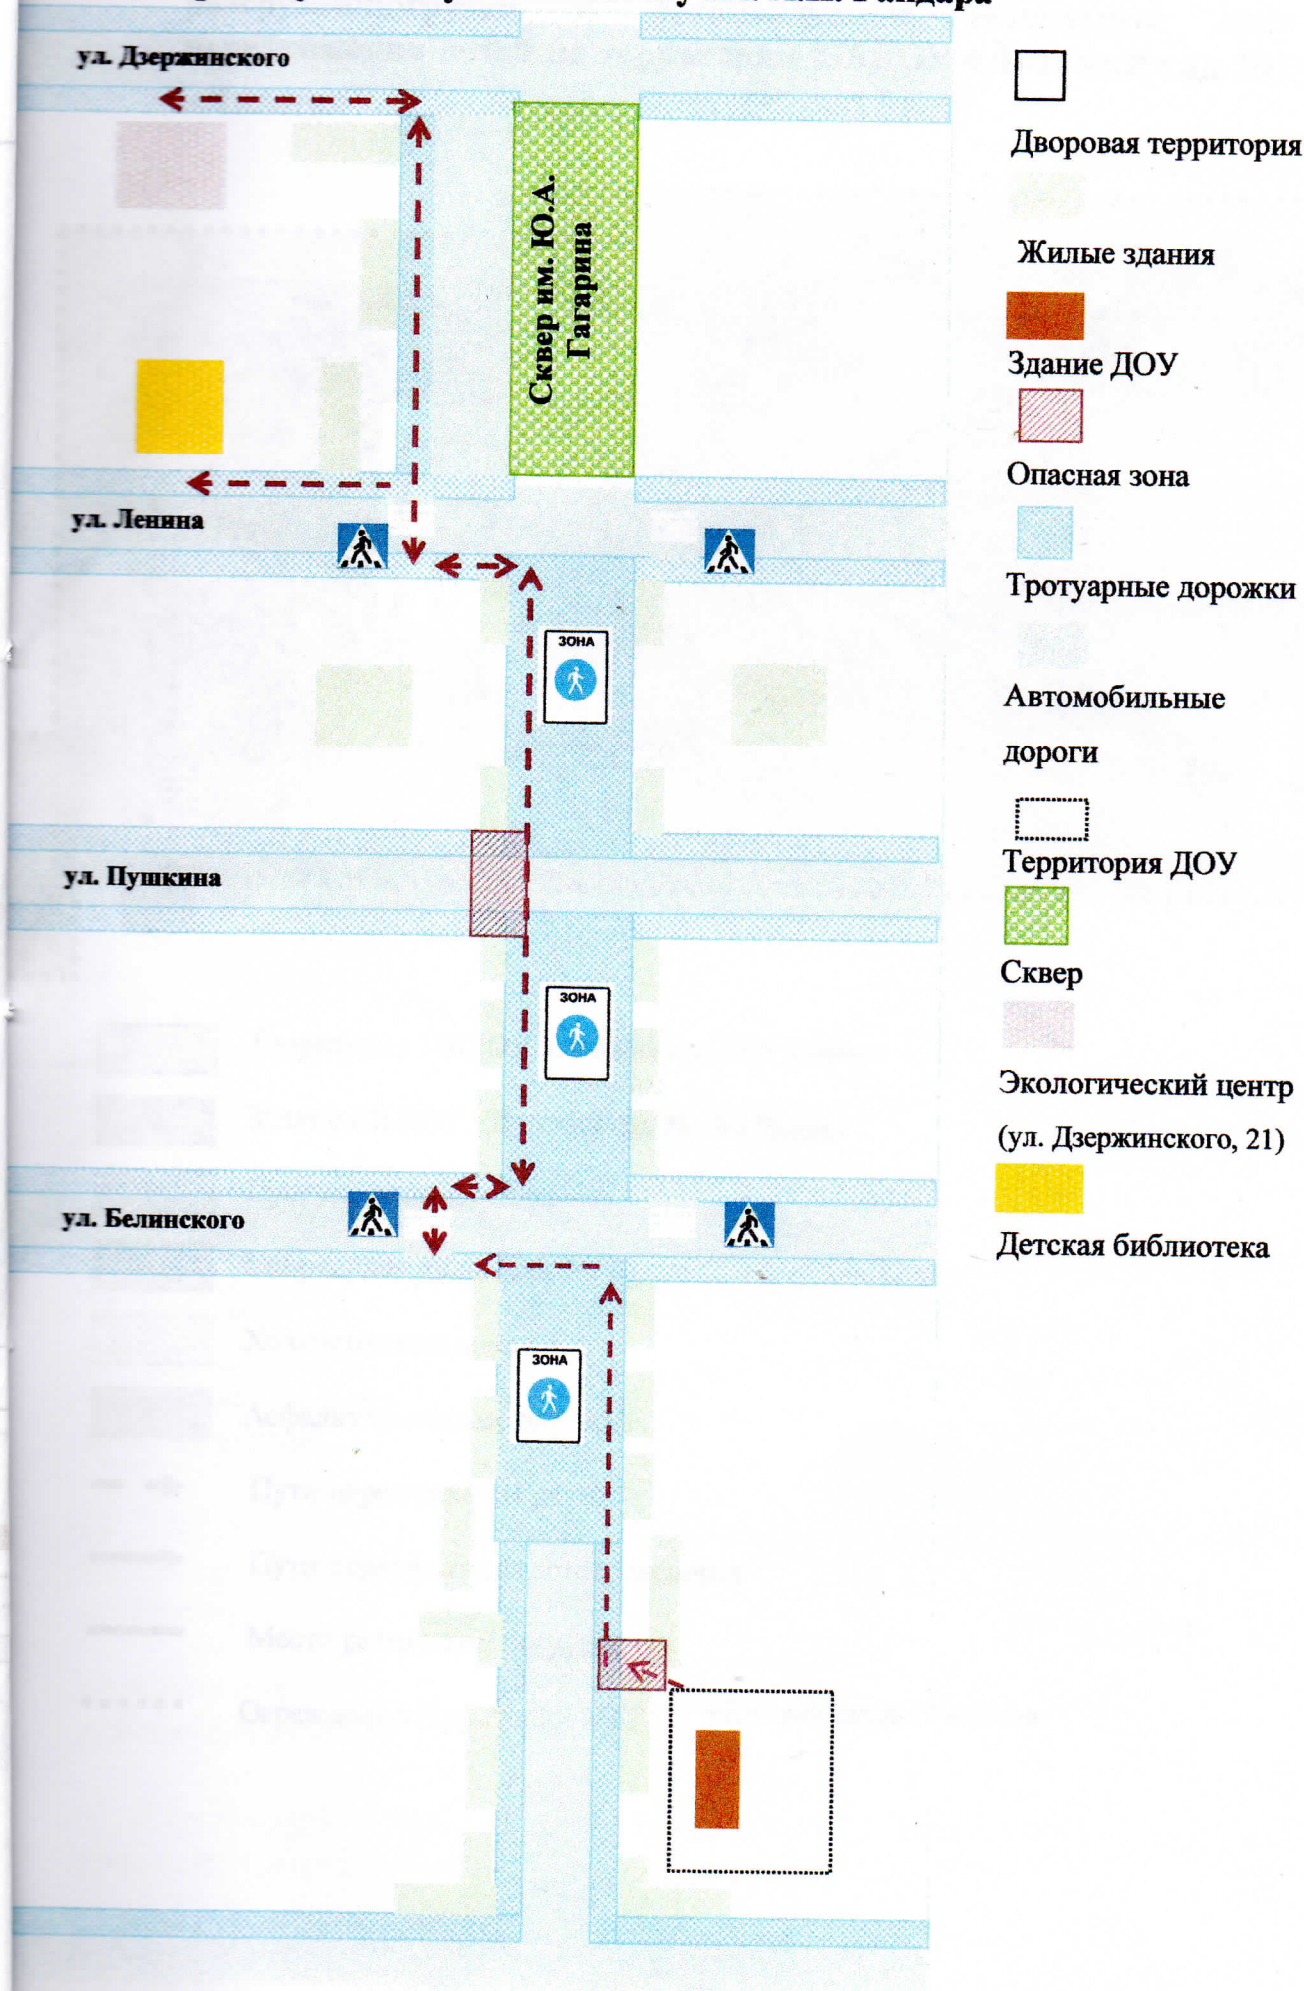 Гайдара
ул. Дзержинского
Сквер им. Ю.А.
Гагарина
ул. Ленина
ЗОНА
ул. Пушкина
ЗОНА
ул. Белинского
ЗОНА
Дворовая территория
Жилые здания
Здание ДОУ
Опасная зона
Тротуарные дорожки
Автомобильные
дороги
Территория ДОУ
Сквер
Экологический центр
(ул. Дзержинского, 21)
Детская библиотека